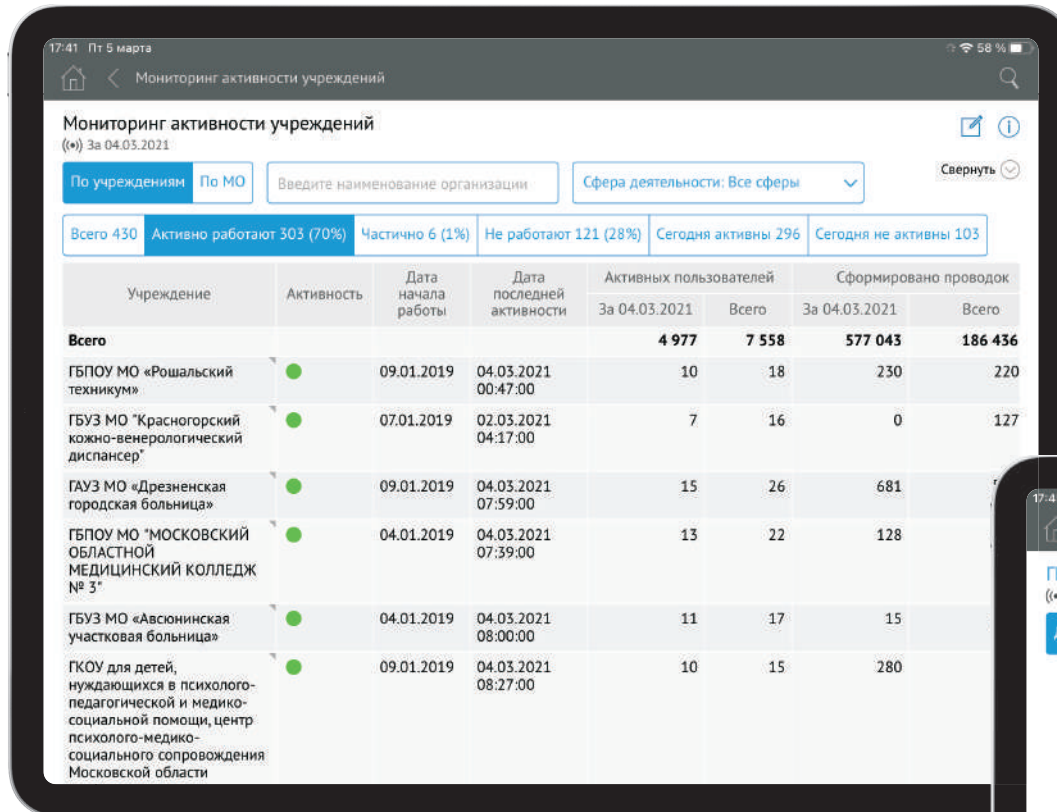 17:41 Пт 5 марта
58 %
Мониторинг активности учреждений
Мониторинг активности учреждений
За 04.03.2021
По учреждениям По МО Введите наименование организации Сфера деятельности: Все сферы Свернуть
Всего 430 Активно работают 303 (70%) Частично 6 (1%) Не работают 121 (28%) Сегодня активны 296 Сегодня не активны 103
Учреждение Активность Дата начала работы Дата последней активности Активных пользователей Сформировано проводок
За 04.03.2021 Всего За 04.03.2021 Всего
Всего 4 977 7 558 577 043 186 436
ГБПОУ МО «Рошальский 09.01.2019 04.03.2021 10 18 230 220
техникум» 00:47:00
ГБУЗ МО "Красногорский 07.01.2019 02.03.2021 7 16 0 127
кожно-венерологический 04:17:00
диспансер"
ГАУЗ МО «Дрезненская 09.01.2019 04.03.2021 15 26 681
городская больница» 07:59:00
ГБПОУ МО "МОСКОВСКИЙ 04.01.2019 04.03.2021 13 22 128
ОБЛАСТНОЙ 07:39:00
МЕДИЦИНСКИЙ КОЛЛЕДЖ
№ 3"
ГБУЗ МО «Авсюнинская 04.01.2019 04.03.2021 11 17 15
участковая больница» 08:00:00
ГКОУ для детей, 09.01.2019 04.03.2021 10 15 280
нуждающихся в психолого- 08:27:00
педагогической и медико-
социальной помощи, центр
психолого-медико-
социального сопровождения
Московской области